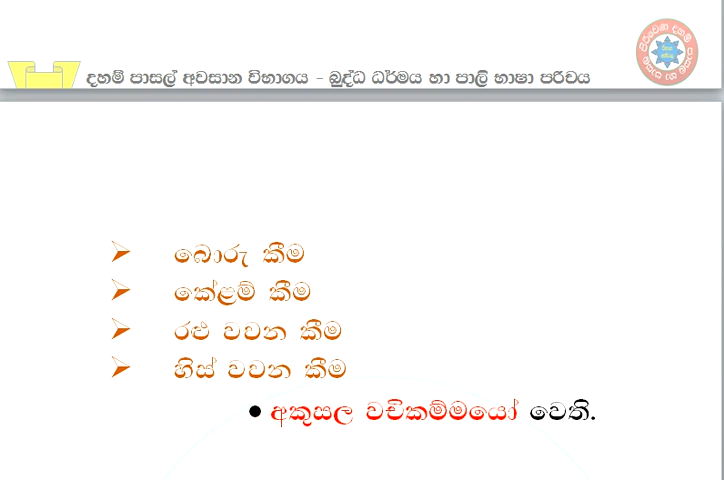 දහම් පාසල් අවසාන විභාගය - බුද්ධ ධර්මය හා පාලි භාෂා පරිචය
බොරු කීම
කේළම් කීම
රළු වචන කීම
හිස් වචන කීම
අකුසල වචිකම්මයෝ වෙති.